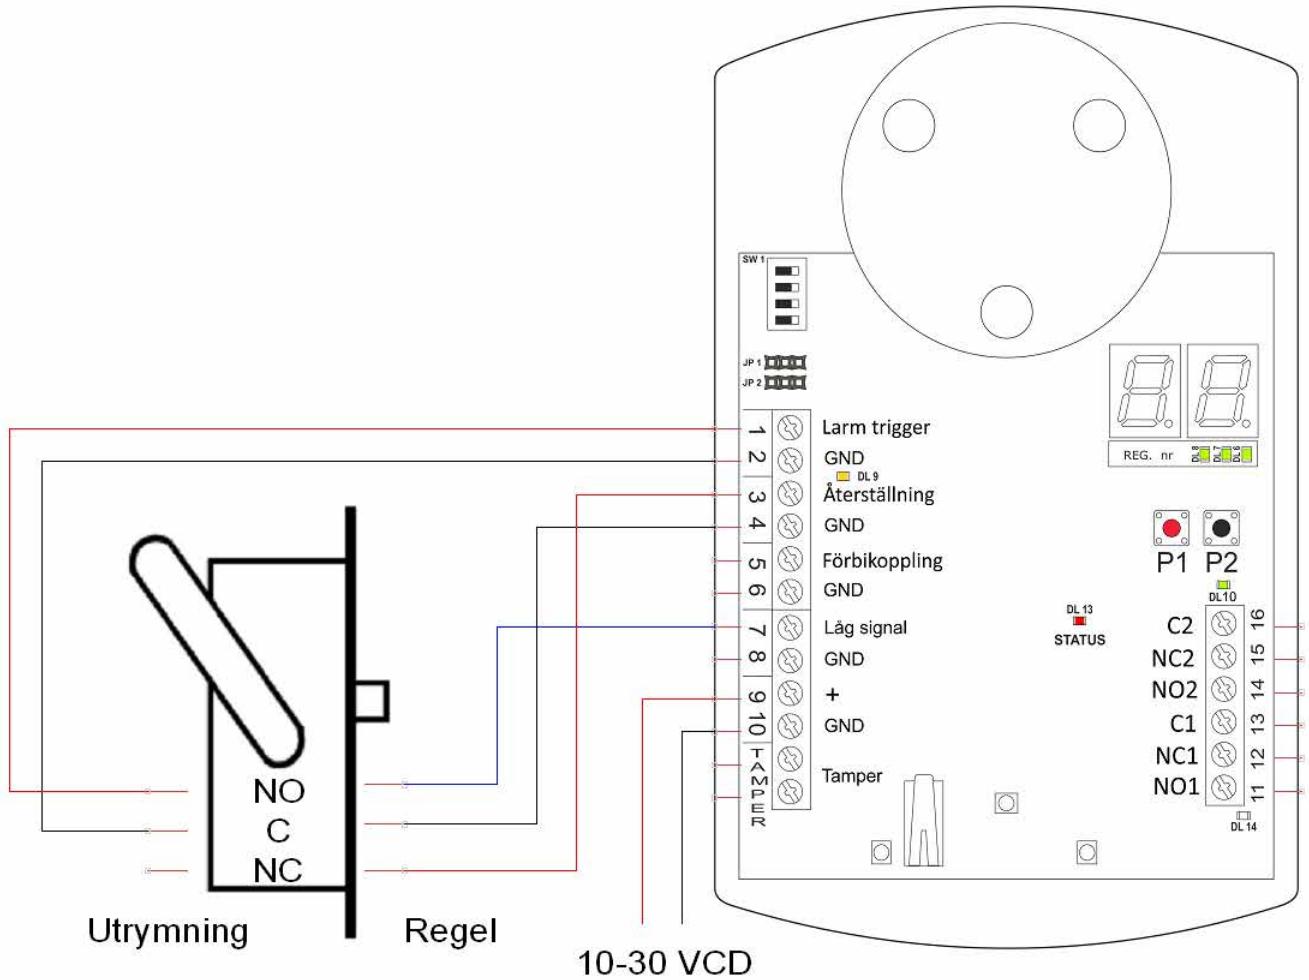 SW 1
JP 1
JP 2
1 Larm trigger
2 GND
DL 9
3 Återställning
4 GND
5 Förbikoppling
6 GND
7 Låg signal
8 GND
9 +
10 GND
TAMPER Tamper
REG. nr DL 8 DL 7 DL 6
P1 P2
DL10
DL 13
STATUS
C2 16
NC2 15
NO2 14
C1 13
NC1 12
NO1 11
DL 14
NO
C
NC
Utrymning Regel
10-30 VCD